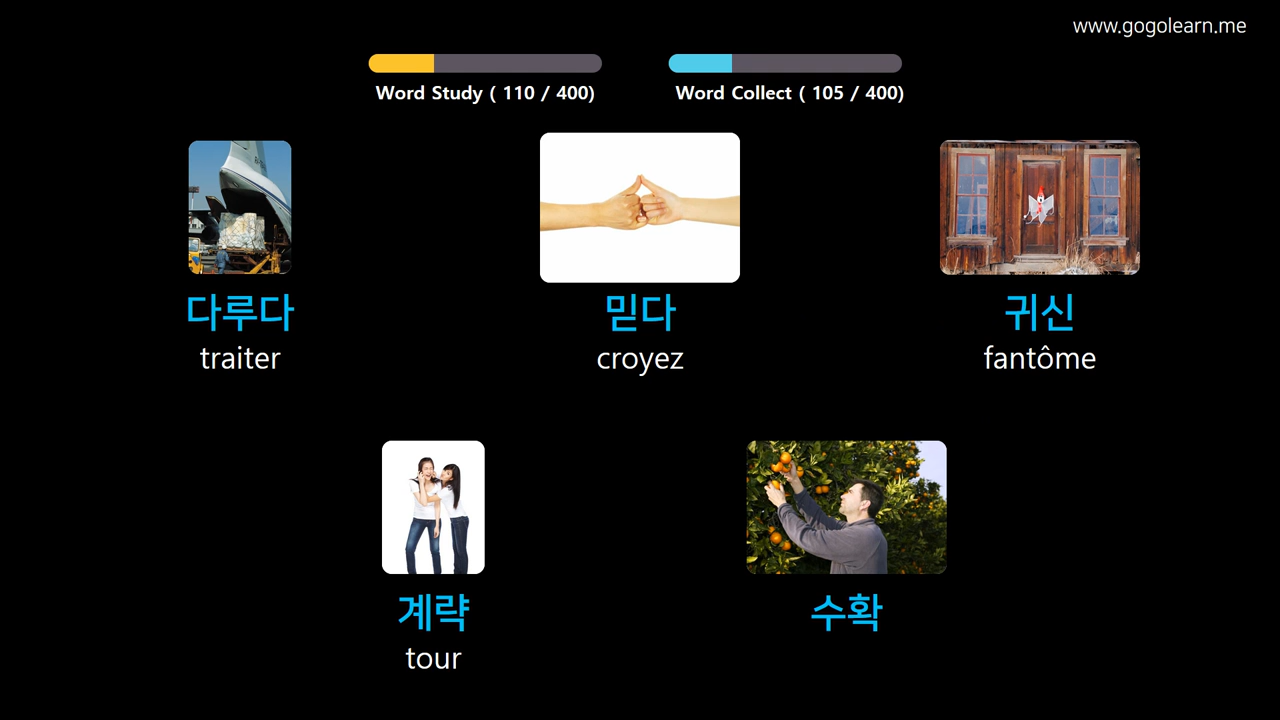 www.gogolearn.me
Word Study ( 110 / 400)
Word Collect ( 105 / 400)
다루다
traiter
믿다
croyez
귀신
fantôme
계략
tour
수확